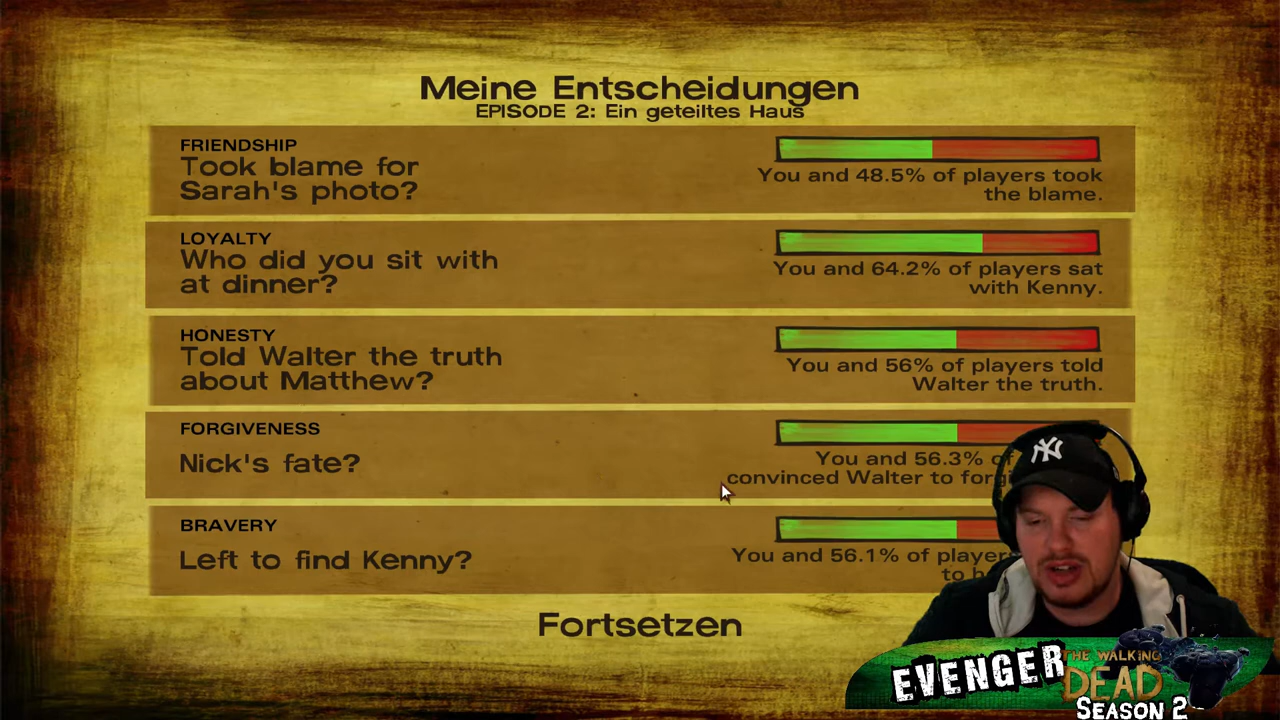 Meine Entscheidungen
EPISODE 2: Ein geteiltes Haus
FRIENDSHIP
Took blame for
Sarah's photo?
You and 48.5% of players took
the blame.
LOYALTY
Who did you sit with
at dinner?
You and 64.2% of players sat
with Kenny.
HONESTY
Told Walter the truth
about Matthew?
You and 56% of players told
Walter the truth.
FORGIVENESS
Nick's fate?
You and 56.3% of
convinced Walter to
BRAVERY
Left to find Kenny?
You and 56.1% of
to
Fortsetzen
NY
EVENGER
THE WALKING
DEAD
SEASON 2